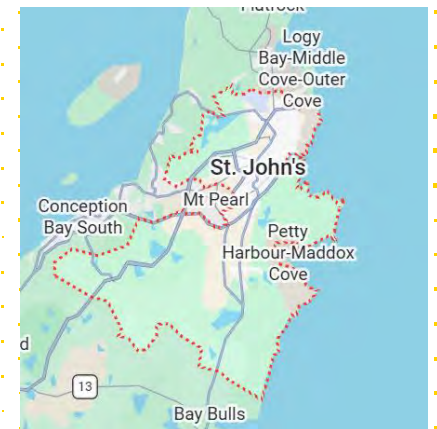 Flatrock
Logy
Bay-Middle
Cove-Outer
Cove
St. John's
Mt Pearl
Conception
Bay South
Petty
Harbour-Maddox
Cove
d
13
Bay Bulls